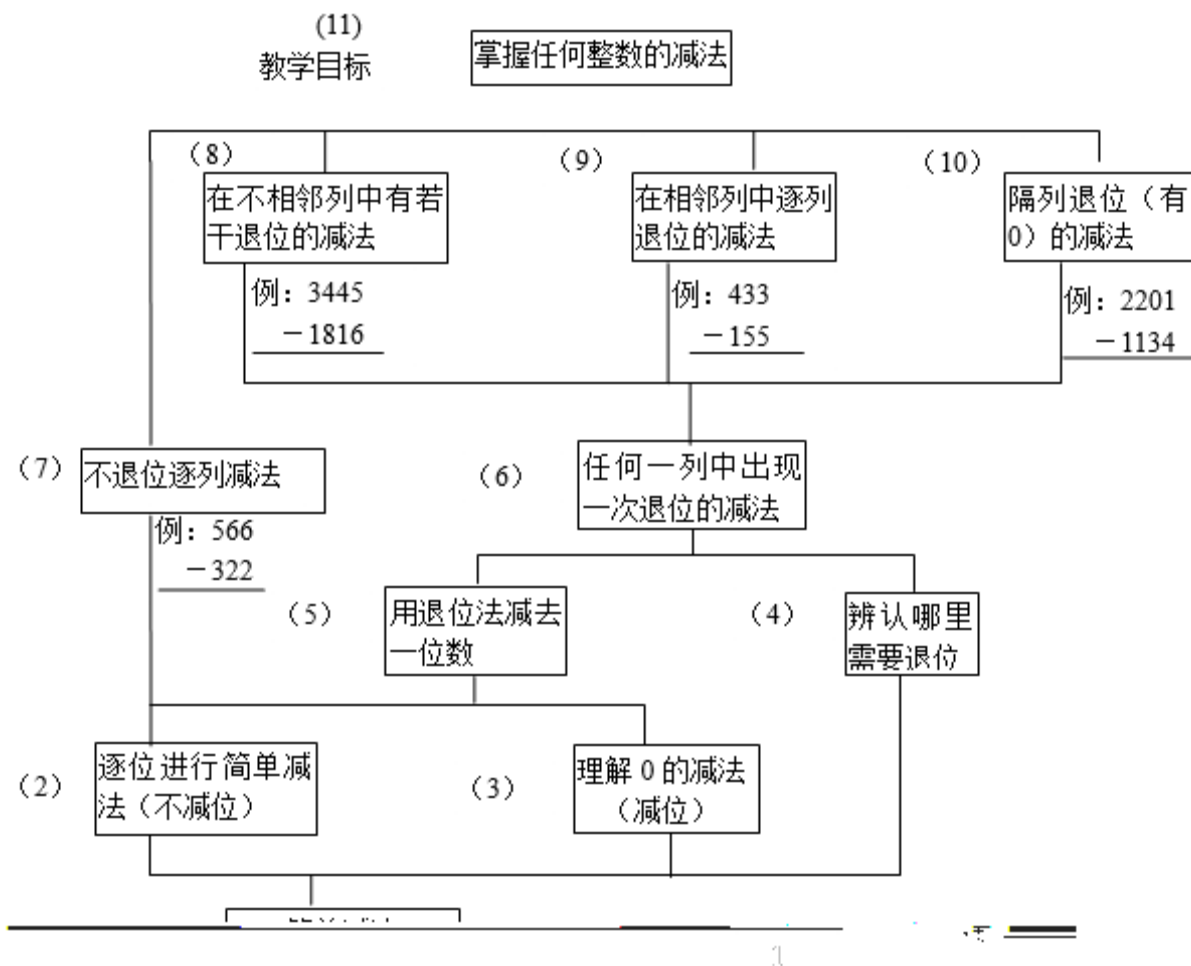 (11)
教学目标
掌握任何整数的减法
（8）
在不相邻列中有若
干退位的减法
例：3445
－1816
（9）
在相邻列中逐列
退位的减法
例：433
－155
（10）
隔列退位（有
0）的减法
例：2201
－1134
（7）
不退位逐列减法
例：566
－322
（6）
任何一列中出现
一次退位的减法
（5）
用退位法减去
一位数
（4）
辨认哪里
需要退位
（2）
逐位进行简单减
法（不减位）
（3）
理解 0 的减法
（减位）